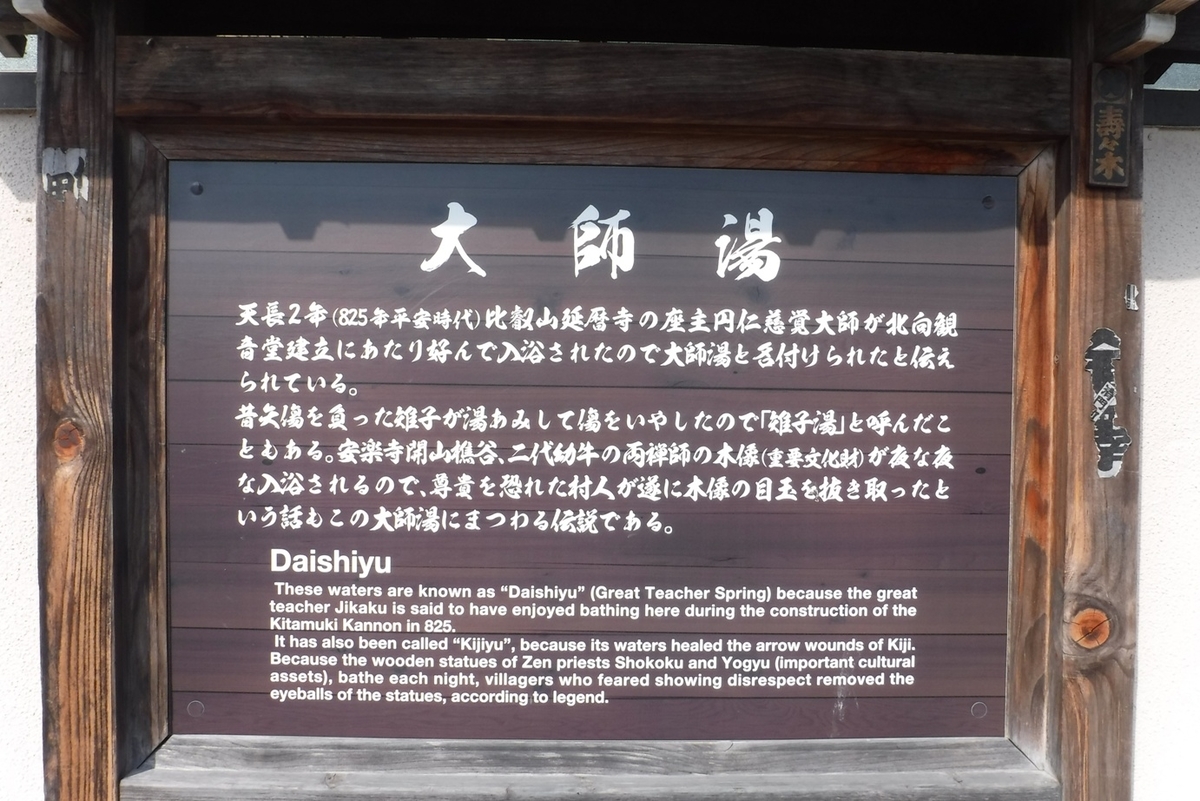 大師湯
天長2年(825年平安時代)比叡山延暦寺の座主円仁慈覚大師が北向観
音堂建立にあたり好んで入浴されたので大師湯と名付けられたと伝え
られている。
昔矢傷を負った雉子が湯あみして傷をいやしたので「雉子湯」と呼んだこ
ともある。安楽寺開山樵谷、二代幼牛の両禅師の木像(重要文化財)が夜な夜
な入浴されるので、尊貴を恐れた村人が遂に木像の目玉を抜き取ったと
いう話もこの大師湯にまつわる伝説である。
Daishiyu
These waters are known as “Daishiyu” (Great Teacher Spring) because the great
teacher Jikaku is said to have enjoyed bathing here during the construction of the
Kitamuki Kannon in 825.
It has also been called “Kijiyu”, because its waters healed the arrow wounds of Kiji.
Because the wooden statues of Zen priests Shokoku and Yogyu (important cultural
assets), bathe each night, villagers who feared showing disrespect removed the
eyeballs of the statues, according to legend.
寿々木